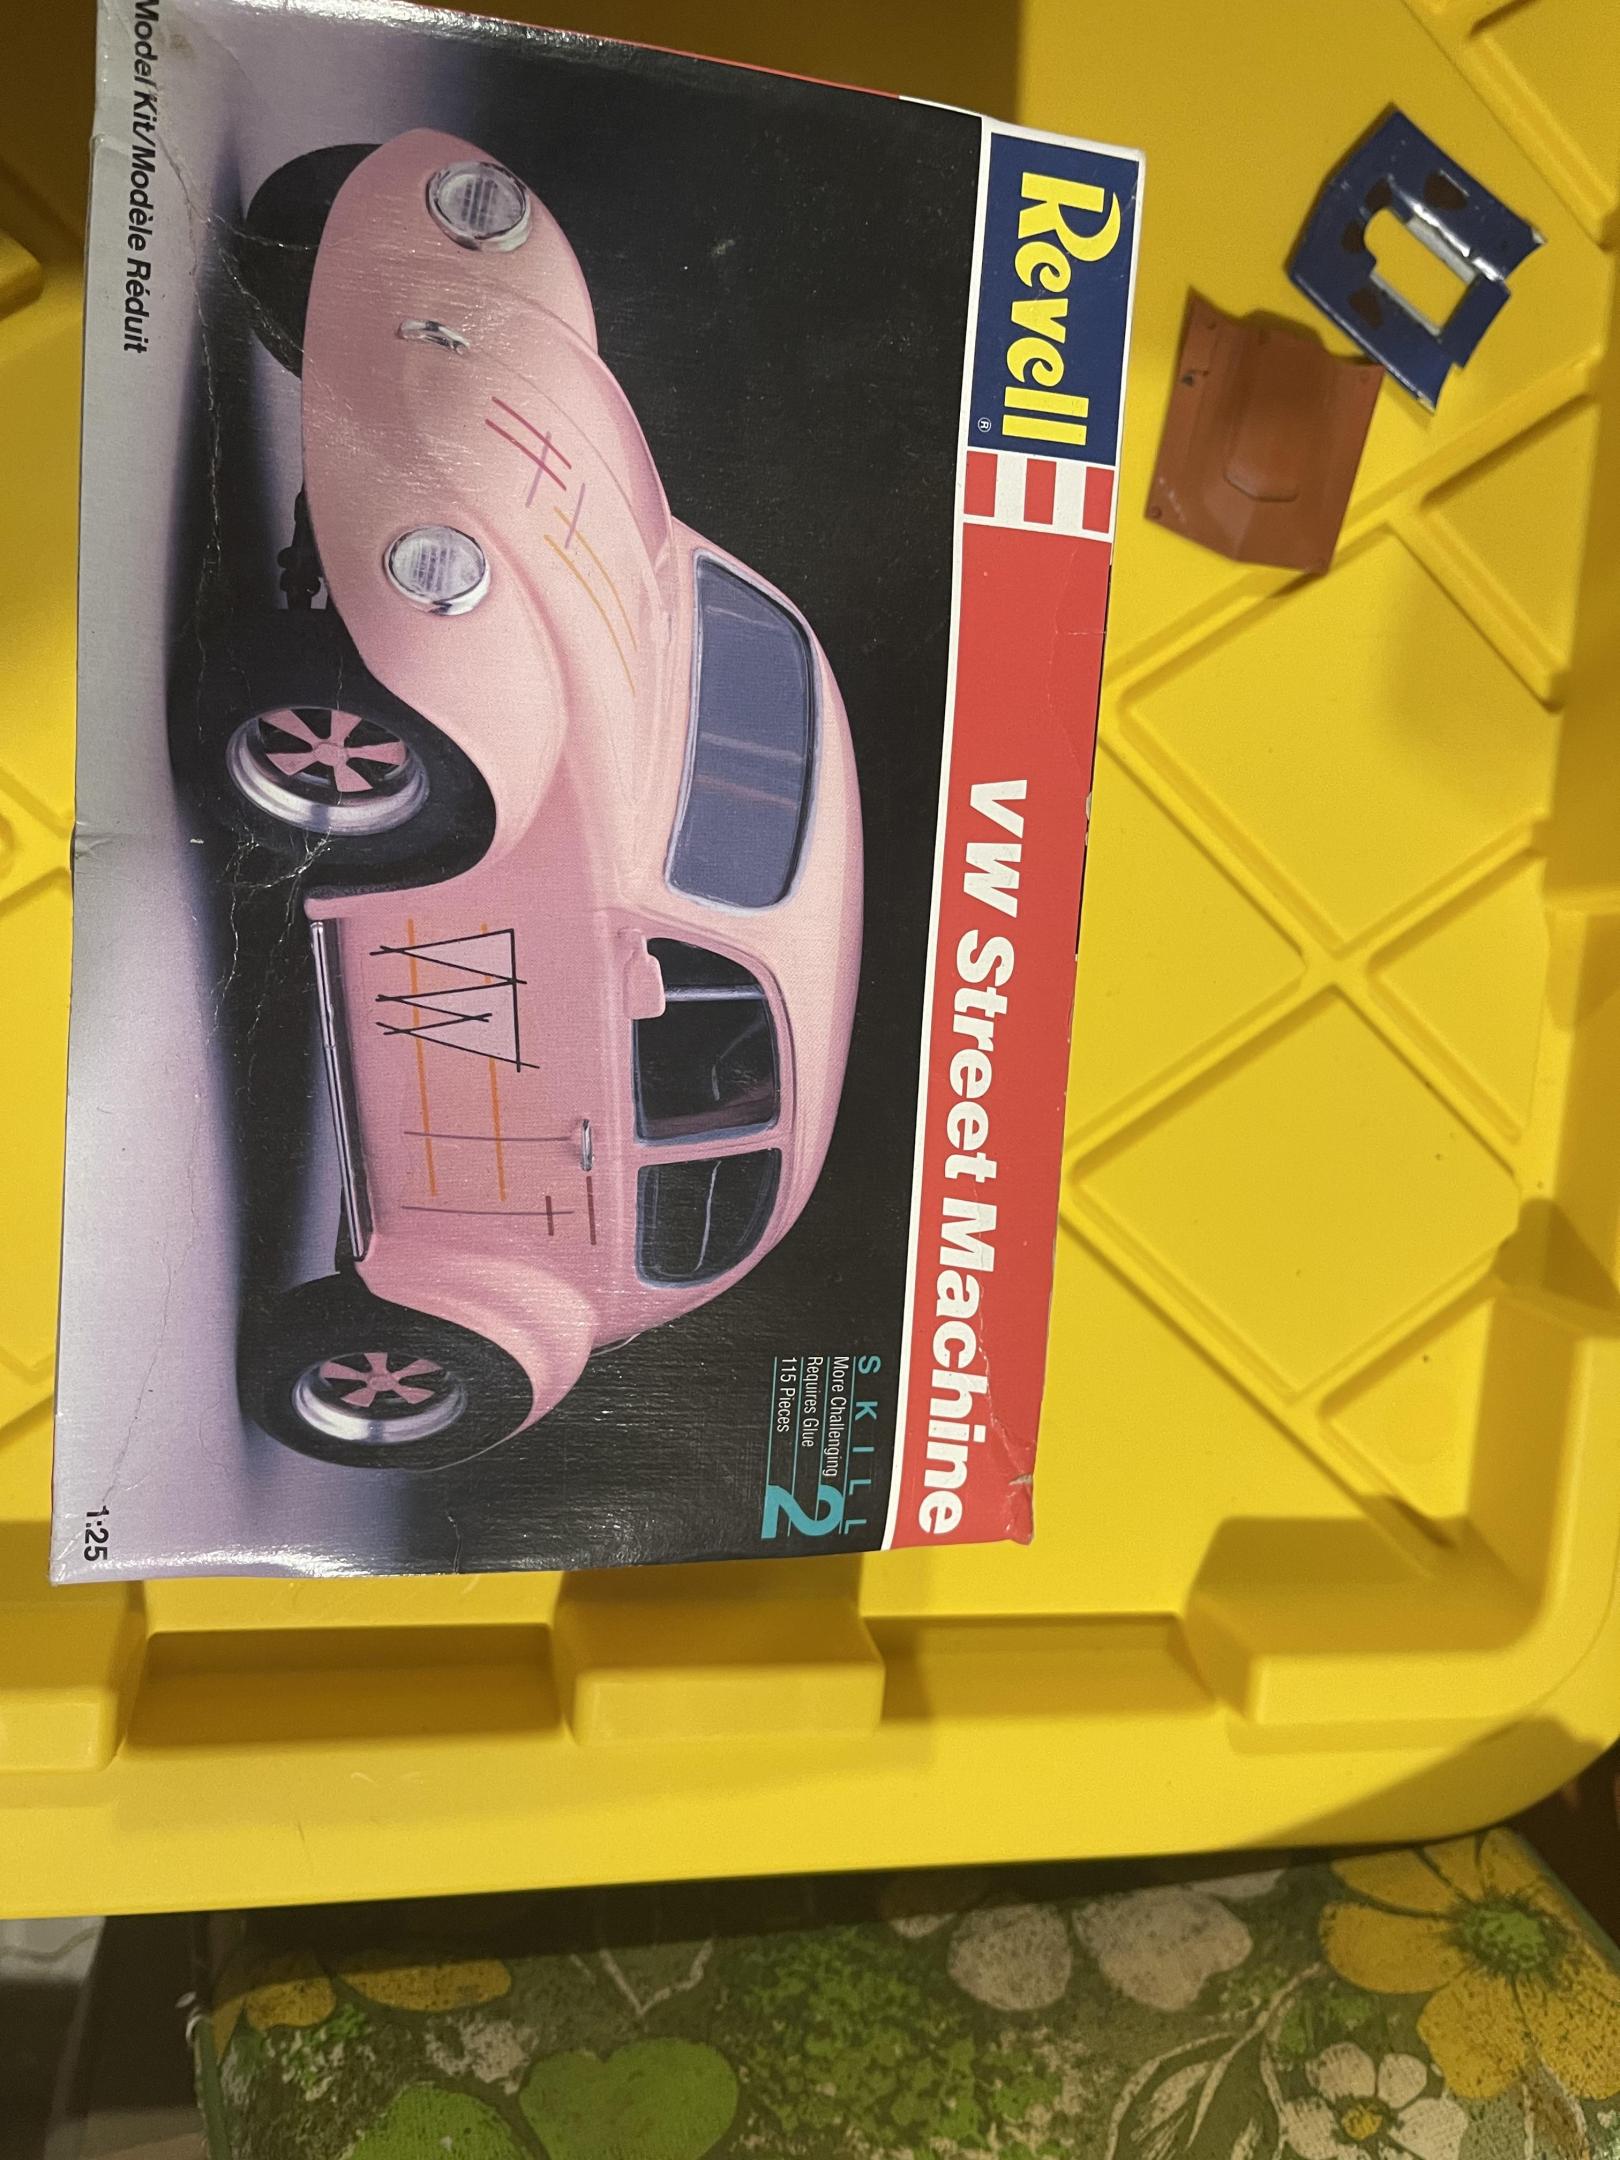 Revell®
VW Street Machine
SKILL 2
More Challenging
Requires Glue
115 Pieces
Model Kit/Modèle Réduit
1:25